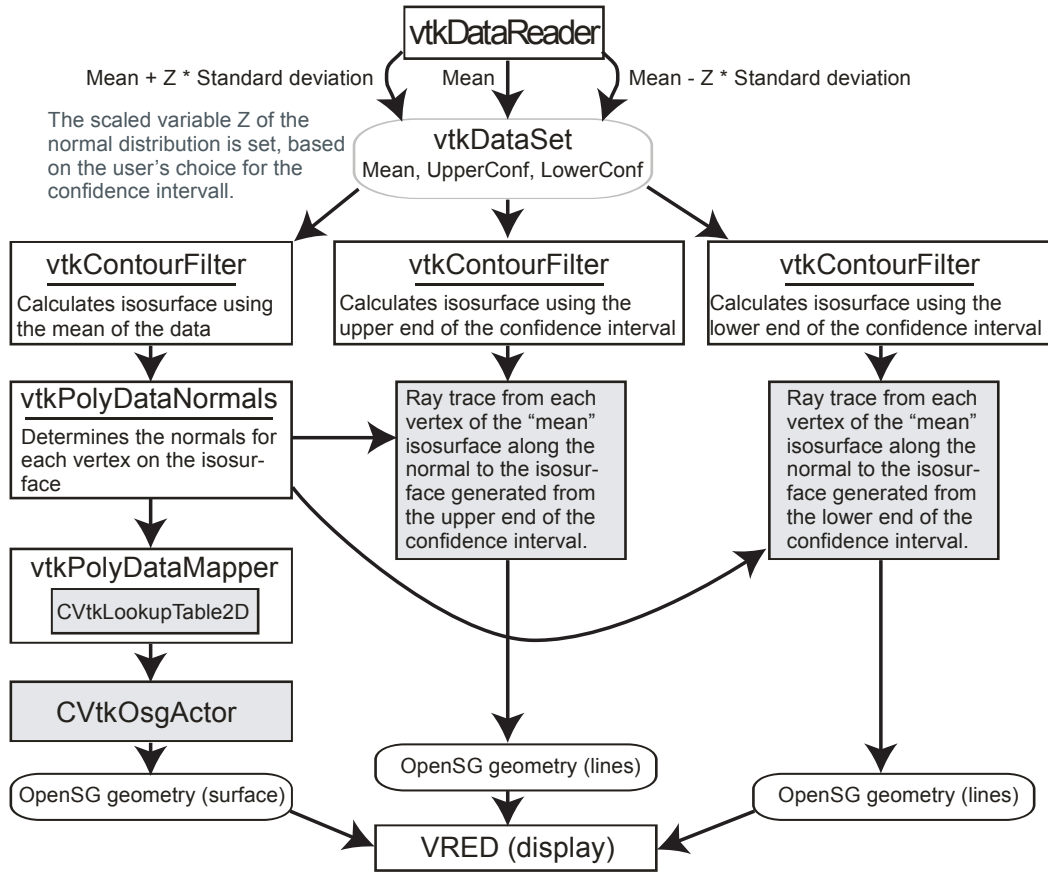 vtkDataReader
Mean + Z * Standard deviation
Mean
Mean - Z * Standard deviation
The scaled variable Z of the
normal distribution is set, based
on the user's choice for the
confidence intervall.
vtkDataSet
Mean, UpperConf, LowerConf
vtkContourFilter
Calculates isosurface using
the mean of the data
vtkContourFilter
Calculates isosurface using the
upper end of the confidence interval
vtkContourFilter
Calculates isosurface using the
lower end of the confidence interval
vtkPolyDataNormals
Determines the normals for
each vertex on the isosur-
face
Ray trace from each
vertex of the “mean”
isosurface along the
normal to the isosur-
face generated from
the upper end of the
confidence interval.
Ray trace from each
vertex of the “mean”
isosurface along the
normal to the isosur-
face generated from
the lower end of the
confidence interval.
vtkPolyDataMapper
CVtkLookupTable2D
CVtkOsgActor
OpenSG geometry (surface)
OpenSG geometry (lines)
OpenSG geometry (lines)
VRED (display)